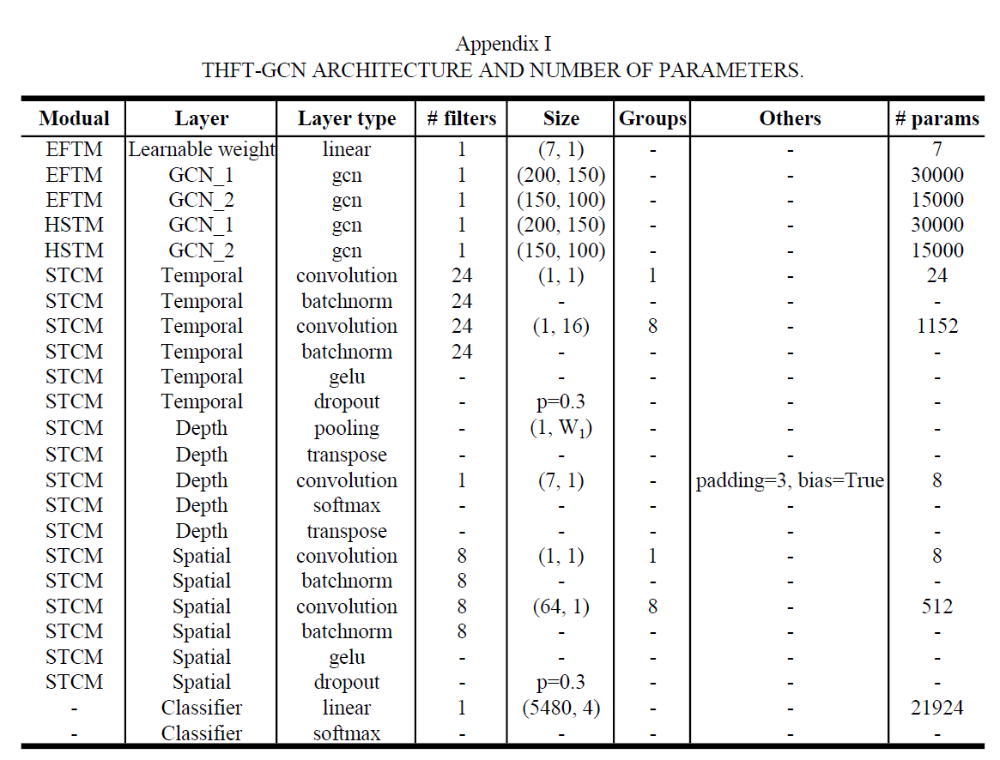 Appendix I
THFT-GCN ARCHITECTURE AND NUMBER OF PARAMETERS.
Modual Layer Layer type # filters Size Groups Others # params
EFTM Learnable weight linear 1 (7, 1) - - 7
EFTM GCN_1 gcn 1 (200, 150) - - 30000
EFTM GCN_2 gcn 1 (150, 100) - - 15000
HSTM GCN_1 gcn 1 (200, 150) - - 30000
HSTM GCN_2 gcn 1 (150, 100) - - 15000
STCM Temporal convolution 24 (1, 1) 1 - 24
STCM Temporal batchnorm 24 - - - -
STCM Temporal convolution 24 (1, 16) 8 - 1152
STCM Temporal batchnorm 24 - - - -
STCM Temporal gelu - - - - -
STCM Temporal dropout - p=0.3 - - -
STCM Depth pooling - (1, W₁) - - -
STCM Depth transpose - - - - -
STCM Depth convolution 1 (7, 1) - padding=3, bias=True 8
STCM Depth softmax - - - - -
STCM Depth transpose - - - - -
STCM Spatial convolution 8 (1, 1) 1 - 8
STCM Spatial batchnorm 8 - - - -
STCM Spatial convolution 8 (64, 1) 8 - 512
STCM Spatial batchnorm 8 - - - -
STCM Spatial gelu - - - - -
STCM Spatial dropout - p=0.3 - - -
- Classifier linear 1 (5480, 4) - - 21924
- Classifier softmax - - - - -